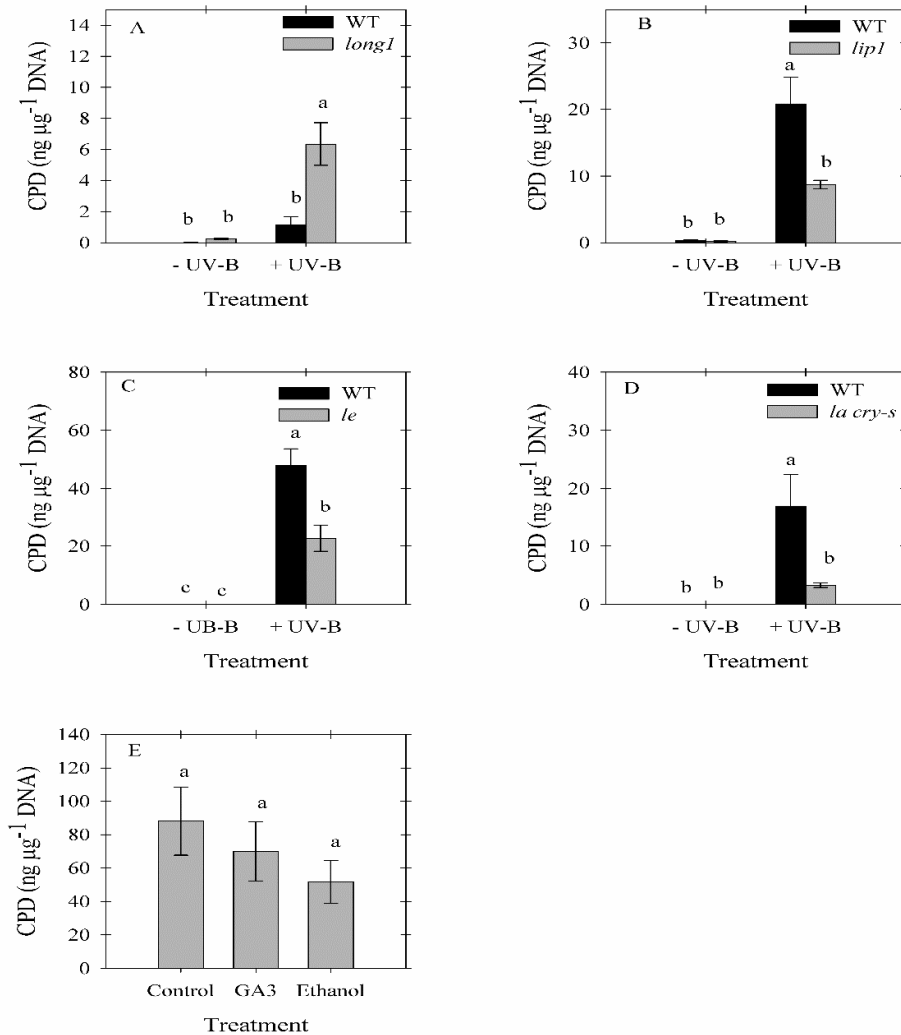 A
WT
long1
CPD (ng µg⁻¹ DNA)
14
12
10
8
6
4
2
0
b b b a
- UV-B + UV-B
Treatment
B
WT
lip1
CPD (ng µg⁻¹ DNA)
30
20
10
0
b b a b
- UV-B + UV-B
Treatment
C
WT
le
CPD (ng µg⁻¹ DNA)
80
60
40
20
0
c c a b
- UB-B + UV-B
Treatment
D
WT
la cry-s
CPD (ng µg⁻¹ DNA)
40
30
20
10
0
b b a b
- UV-B + UV-B
Treatment
E
CPD (ng µg⁻¹ DNA)
140
120
100
80
60
40
20
0
a a a
Control GA3 Ethanol
Treatment